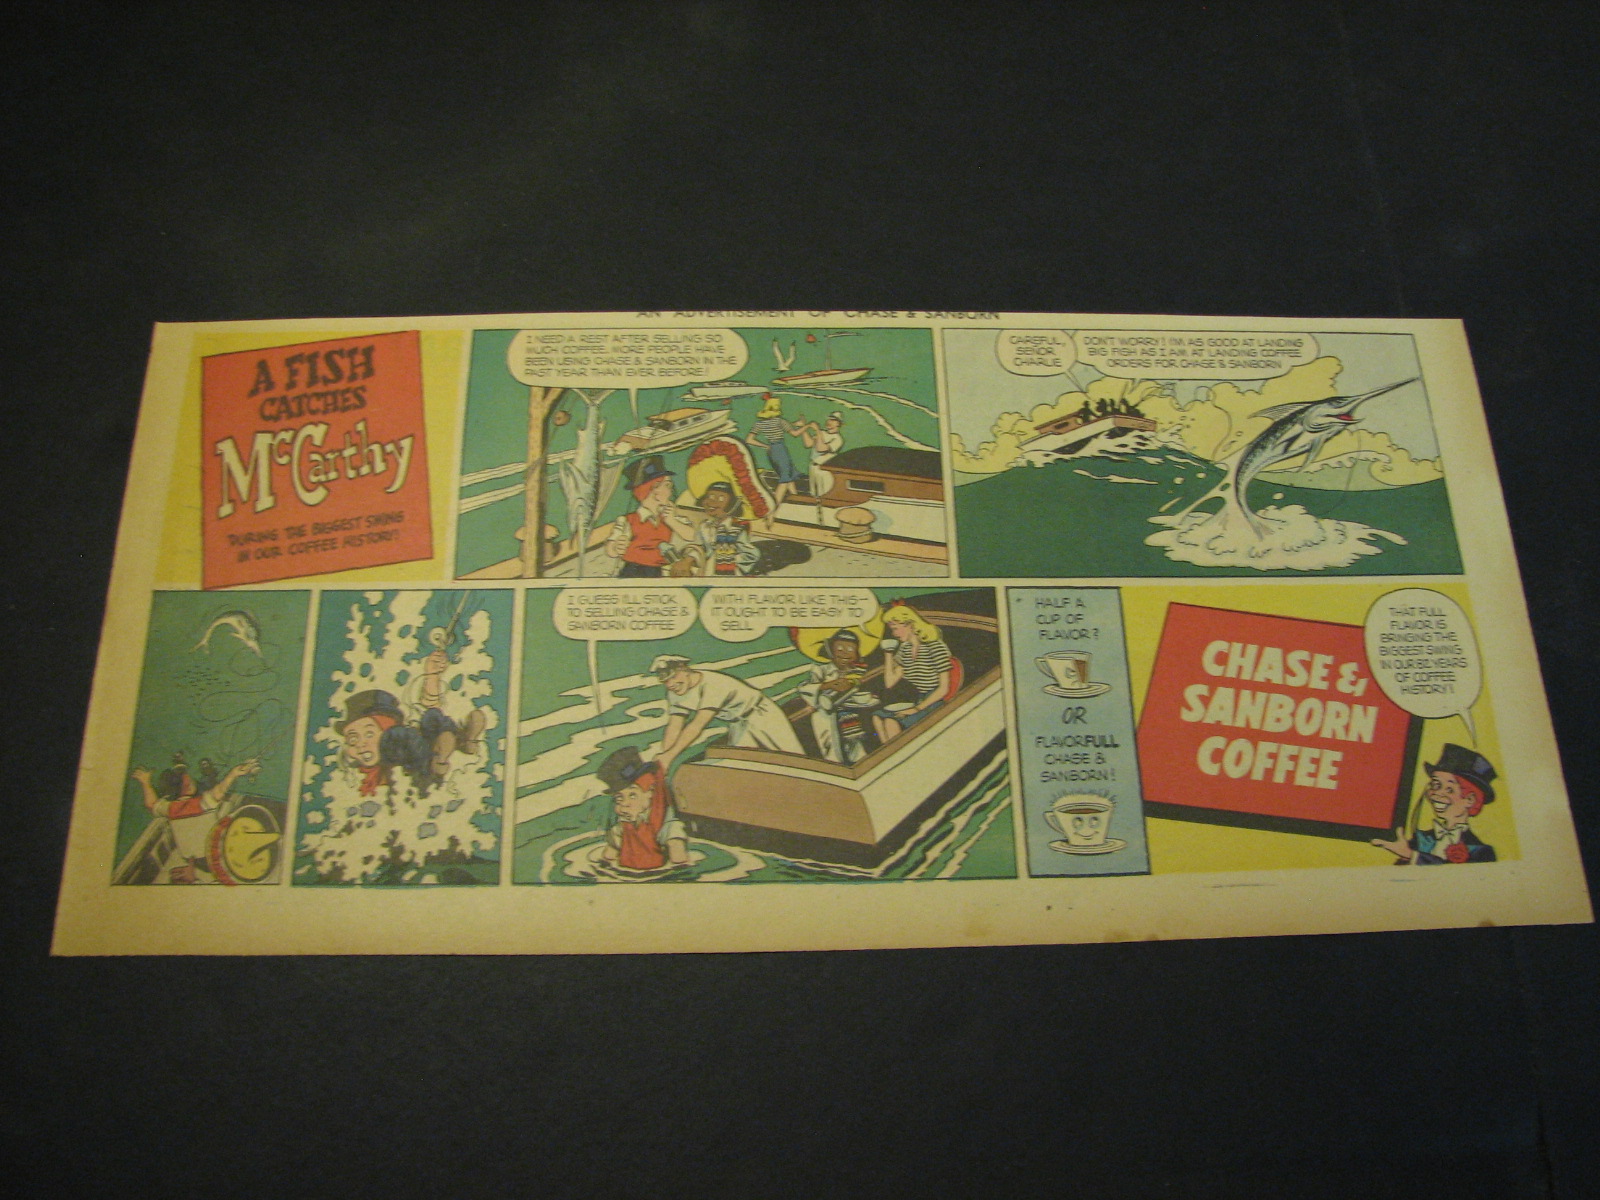 AN ADVERTISEMENT OF CHASE & SANBORN
A FISH
CATCHES
McCarthy
DURING THE BIGGEST SWING
IN OUR COFFEE HISTORY!
I NEED A REST AFTER SELLING SO
MUCH COFFEE. MORE PEOPLE HAVE
BEEN USING CHASE & SANBORN IN THE
PAST YEAR THAN EVER BEFORE!
CAREFUL,
SEÑOR
CHARLIE
DON'T WORRY! I'M AS GOOD AT LANDING
BIG FISH AS I AM AT LANDING COFFEE
ORDERS FOR CHASE & SANBORN
I GUESS I'LL STICK
TO SELLING CHASE &
SANBORN COFFEE
WITH FLAVOR LIKE THIS—
IT OUGHT TO BE EASY TO
SELL
HALF A
CUP OF
FLAVOR?
OR
FLAVORFULL
CHASE &
SANBORN!
CHASE &
SANBORN
COFFEE
THAT FULL
FLAVOR IS
BRINGING THE
BIGGEST SWING
IN OUR 82 YEARS
OF COFFEE
HISTORY!